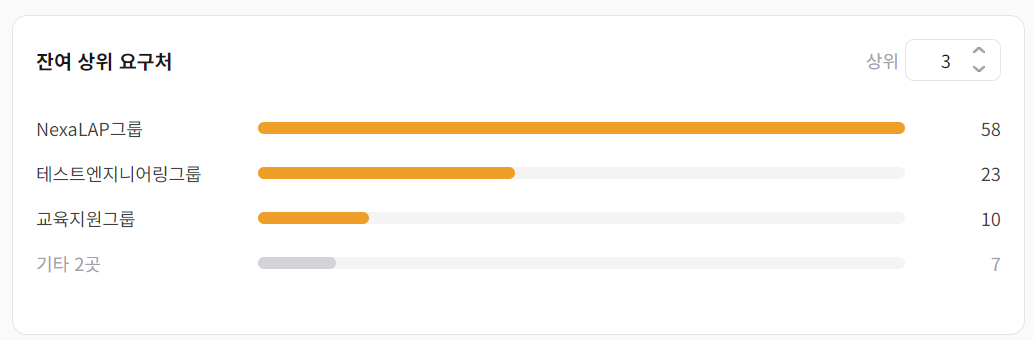 잔여 상위 요구처
상위 3
NexaLAP그룹 58
테스트엔지니어링그룹 23
교육지원그룹 10
기타 2곳 7